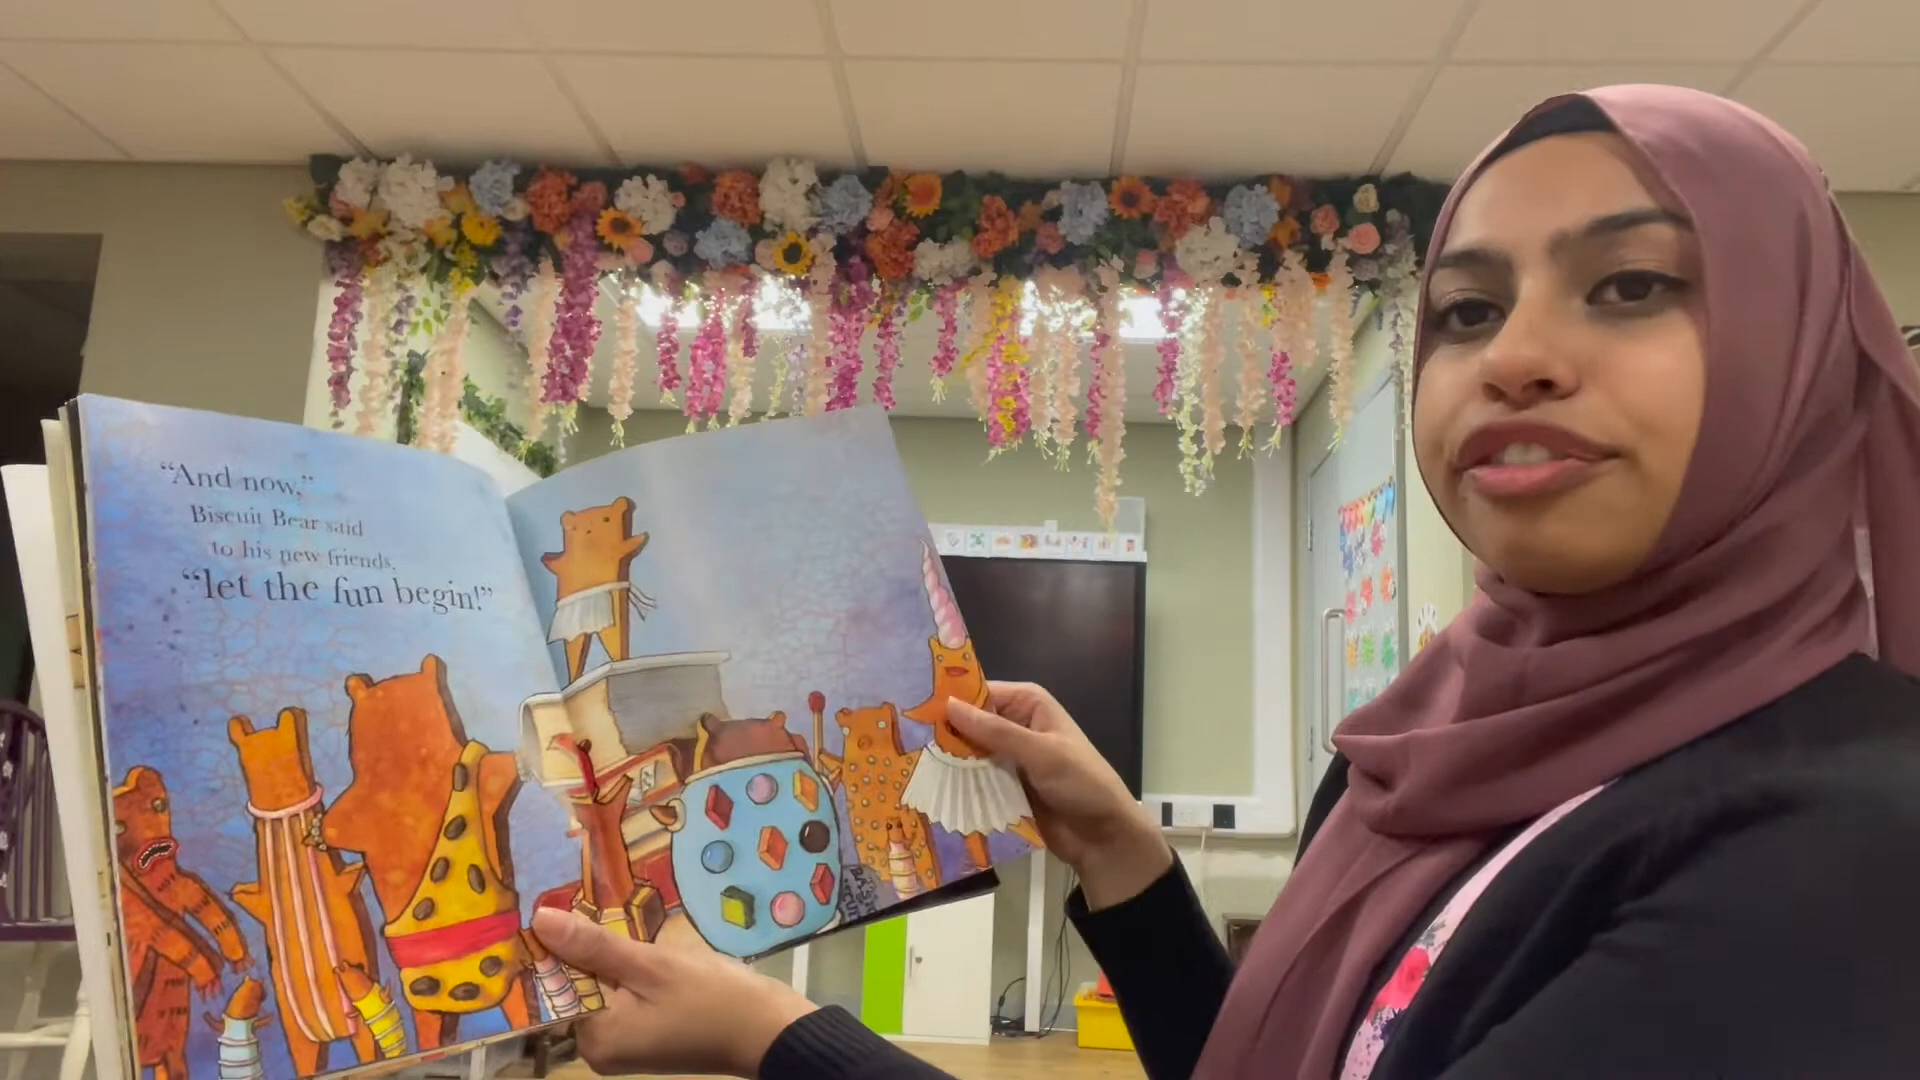 “And now,”
Biscuit Bear said
to his new friends,
“let the fun begin!”